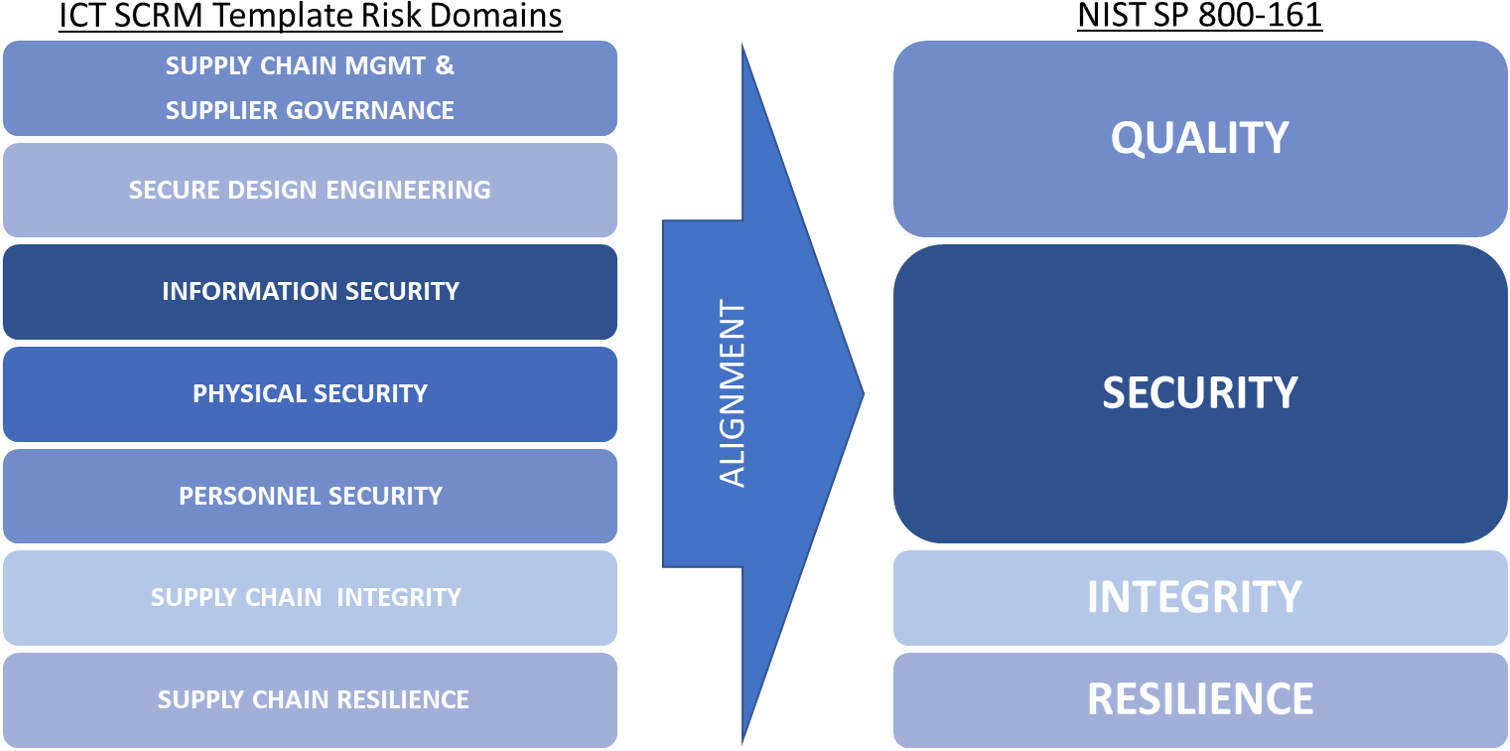 ICT SCRM Template Risk Domains
SUPPLY CHAIN MGMT &
SUPPLIER GOVERNANCE
SECURE DESIGN ENGINEERING
INFORMATION SECURITY
PHYSICAL SECURITY
PERSONNEL SECURITY
SUPPLY CHAIN  INTEGRITY
SUPPLY CHAIN RESILIENCE
ALIGNMENT
NIST SP 800-161
QUALITY
SECURITY
INTEGRITY
RESILIENCE